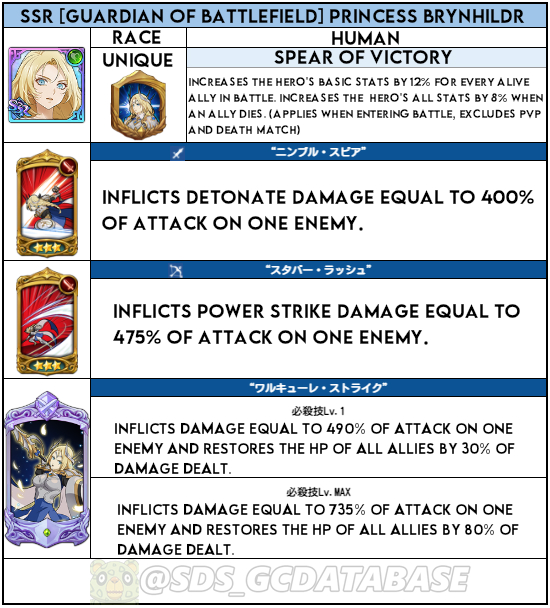 SSR [GUARDIAN OF BATTLEFIELD] PRINCESS BRYNHILDR
RACE
HUMAN
UNIQUE
SPEAR OF VICTORY
INCREASES THE HERO'S BASIC STATS BY 12% FOR EVERY ALIVE
ALLY IN BATTLE. INCREASES THE HERO'S ALL STATS BY 8% WHEN
AN ALLY DIES. (APPLIES WHEN ENTERING BATTLE, EXCLUDES PVP
AND DEATH MATCH)
"ニンブル・スピア"
INFLICTS DETONATE DAMAGE EQUAL TO 400%
OF ATTACK ON ONE ENEMY.
"スタバー・ラッシュ"
INFLICTS POWER STRIKE DAMAGE EQUAL TO
475% OF ATTACK ON ONE ENEMY.
"ワルキューレ・ストライク"
必殺技Lv.1
INFLICTS DAMAGE EQUAL TO 490% OF ATTACK ON ONE
ENEMY AND RESTORES THE HP OF ALL ALLIES BY 30% OF
DAMAGE DEALT.
必殺技Lv.MAX
INFLICTS DAMAGE EQUAL TO 735% OF ATTACK ON ONE
ENEMY AND RESTORES THE HP OF ALL ALLIES BY 80% OF
DAMAGE DEALT.
@SDS_GCDATABASE